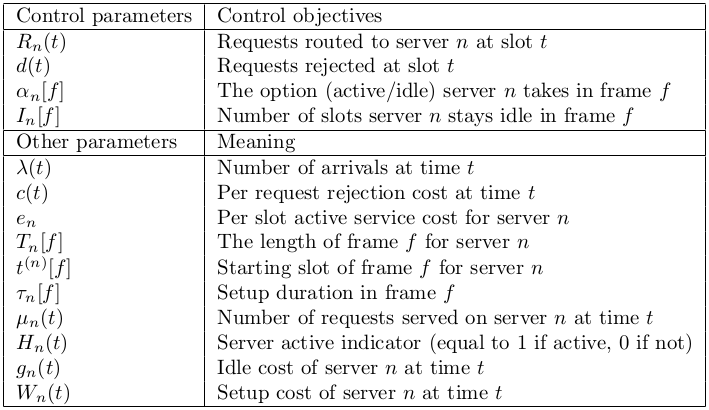 Control parameters Control objectives
R_n(t) Requests routed to server n at slot t
d(t) Requests rejected at slot t
α_n[f] The option (active/idle) server n takes in frame f
I_n[f] Number of slots server n stays idle in frame f
Other parameters Meaning
λ(t) Number of arrivals at time t
c(t) Per request rejection cost at time t
e_n Per slot active service cost for server n
T_n[f] The length of frame f for server n
t^(n)[f] Starting slot of frame f for server n
τ_n[f] Setup duration in frame f
μ_n(t) Number of requests served on server n at time t
H_n(t) Server active indicator (equal to 1 if active, 0 if not)
g_n(t) Idle cost of server n at time t
W_n(t) Setup cost of server n at time t